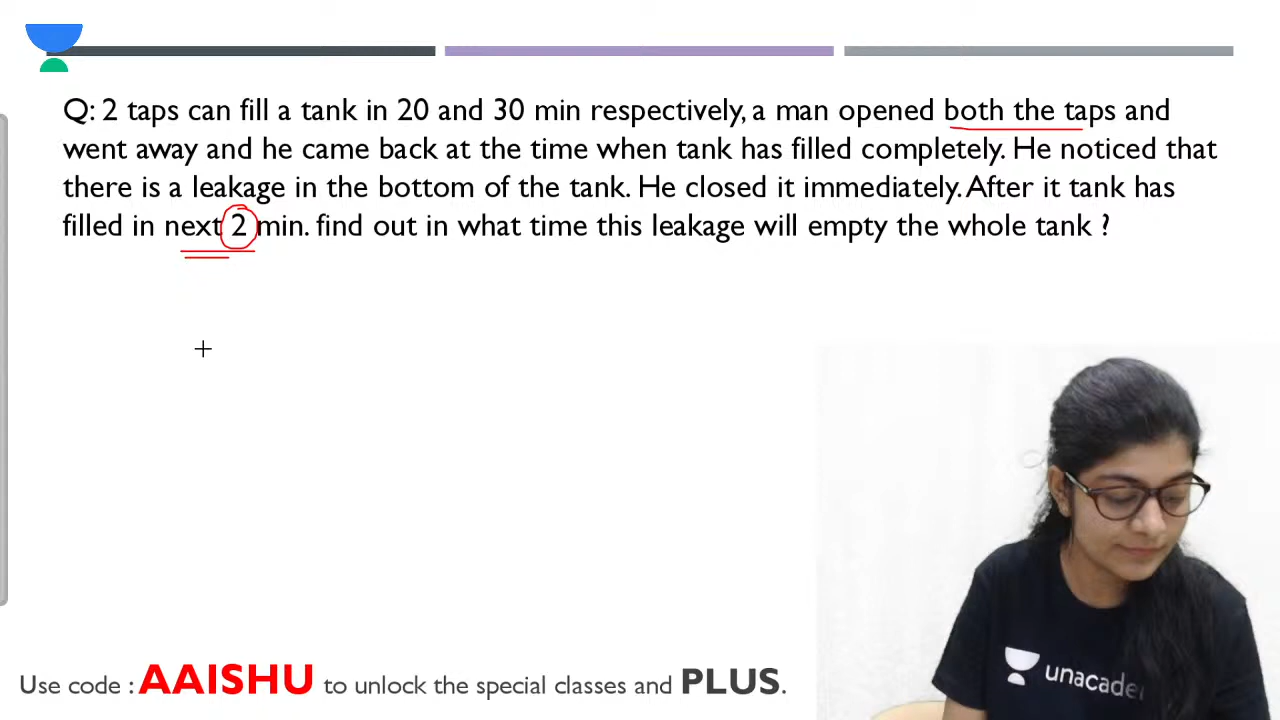 Q: 2 taps can fill a tank in 20 and 30 min respectively, a man opened both the taps and
went away and he came back at the time when tank has filled completely. He noticed that
there is a leakage in the bottom of the tank. He closed it immediately. After it tank has
filled in next 2 min. find out in what time this leakage will empty the whole tank ?
unacade
Use code : AAISHU to unlock the special classes and PLUS.